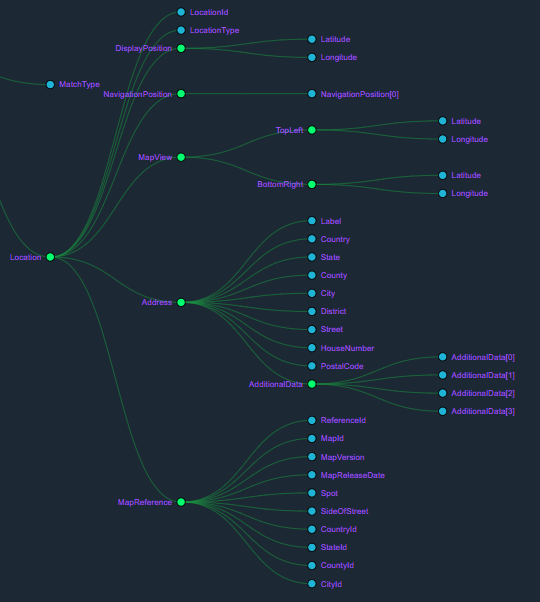 LocationId
LocationType
DisplayPosition
Latitude
Longitude
MatchType
NavigationPosition
NavigationPosition[0]
TopLeft
Latitude
Longitude
MapView
BottomRight
Latitude
Longitude
Location
Label
Country
State
County
City
Address
District
Street
HouseNumber
PostalCode
AdditionalData
AdditionalData[0]
AdditionalData[1]
AdditionalData[2]
AdditionalData[3]
ReferenceId
MapId
MapVersion
MapReleaseDate
Spot
MapReference
SideOfStreet
CountryId
StateId
CountyId
CityId